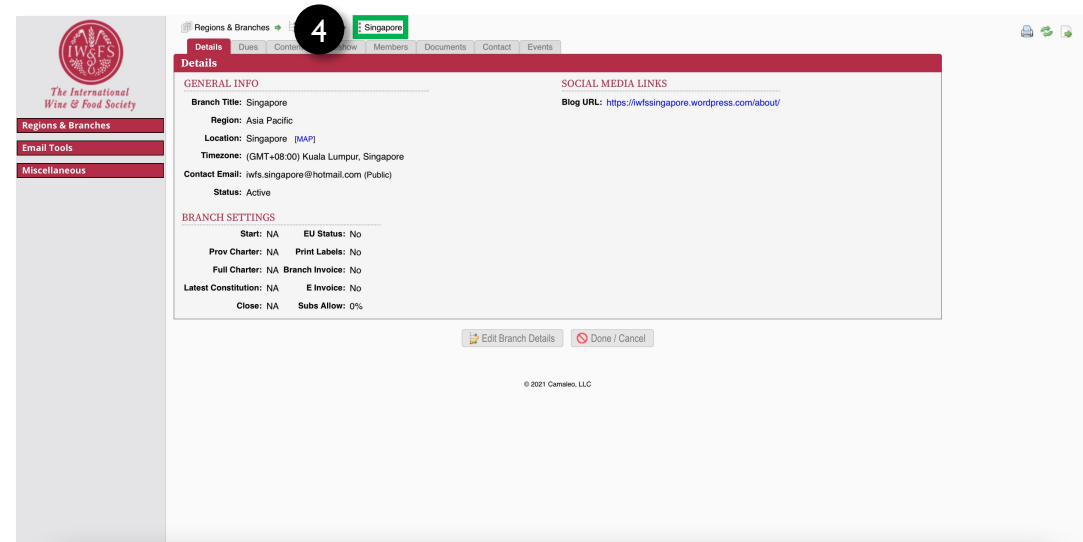 Regions & Branches
4
Singapore
Details Dues Members Documents Contact Events
Details
IW&FS
The International
Wine & Food Society
Regions & Branches
Email Tools
Miscellaneous
GENERAL INFO
Branch Title: Singapore
Region: Asia Pacific
Location: Singapore [MAP]
Timezone: (GMT+08:00) Kuala Lumpur, Singapore
Contact Email: iwfs.singapore@hotmail.com (Public)
Status: Active
SOCIAL MEDIA LINKS
Blog URL: https://iwfssingapore.wordpress.com/about/
BRANCH SETTINGS
Start: NA EU Status: No
Prov Charter: NA Print Labels: No
Full Charter: NA Branch Invoice: No
Latest Constitution: NA E Invoice: No
Close: NA Subs Allow: 0%
Edit Branch Details Done / Cancel
© 2021 Camaleo, LLC